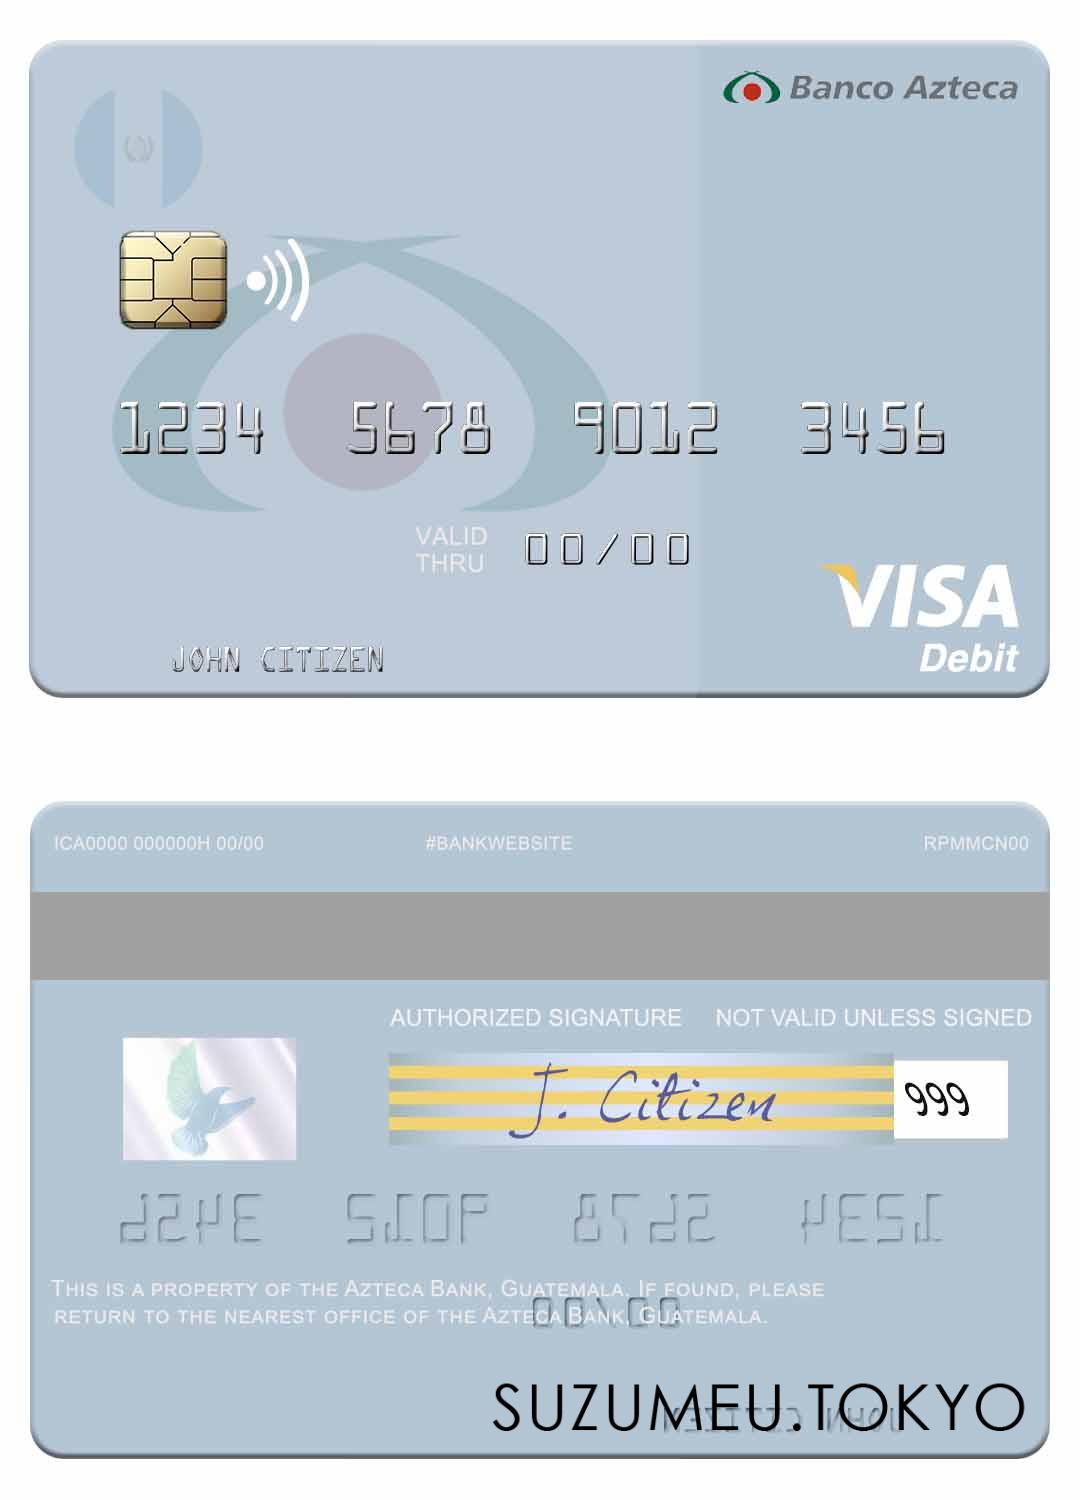 Banco Azteca
1234 5678 9012 3456
VALID
THRU 00/00
VISA
Debit
JOHN CITIZEN
ICA0000 000000H 00/00 #BANKWEBSITE RPMMCN00
AUTHORIZED SIGNATURE NOT VALID UNLESS SIGNED
J. Citizen 999
THIS IS A PROPERTY OF THE AZTECA BANK, GUATEMALA. IF FOUND, PLEASE
RETURN TO THE NEAREST OFFICE OF THE AZTECA BANK, GUATEMALA.
SUZUMEU.TOKYO